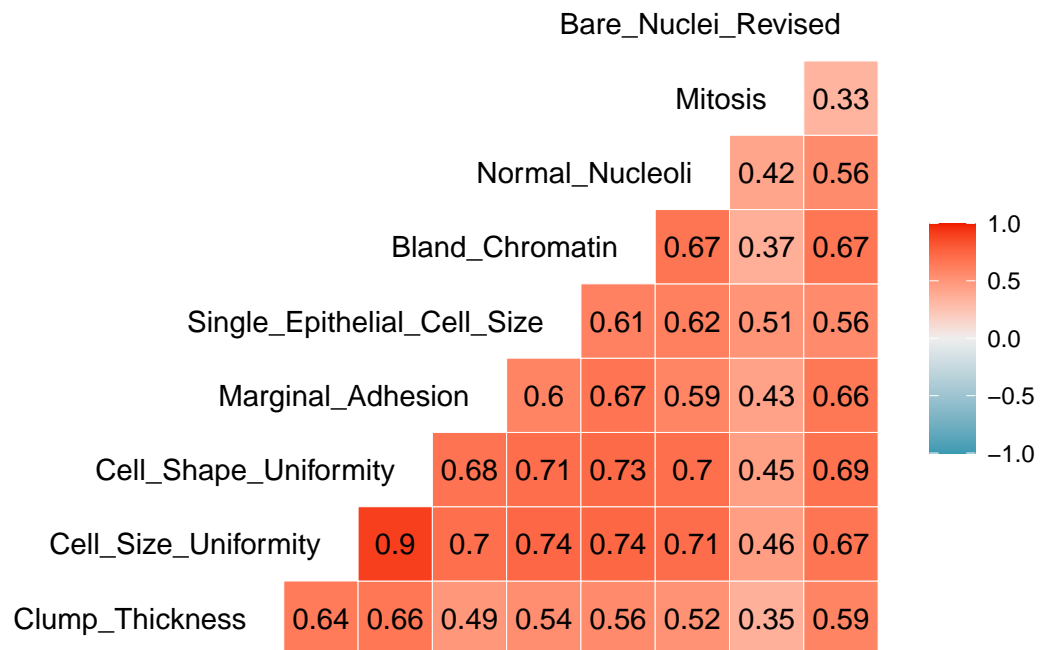 Bare_Nuclei_Revised
Mitosis 0.33
Normal_Nucleoli 0.42 0.56
Bland_Chromatin 0.67 0.37 0.67
Single_Epithelial_Cell_Size 0.61 0.62 0.51 0.56
Marginal_Adhesion 0.6 0.67 0.59 0.43 0.66
Cell_Shape_Uniformity 0.68 0.71 0.73 0.7 0.45 0.69
Cell_Size_Uniformity 0.9 0.7 0.74 0.74 0.71 0.46 0.67
Clump_Thickness 0.64 0.66 0.49 0.54 0.56 0.52 0.35 0.59
1.0
0.5
0.0
−0.5
−1.0